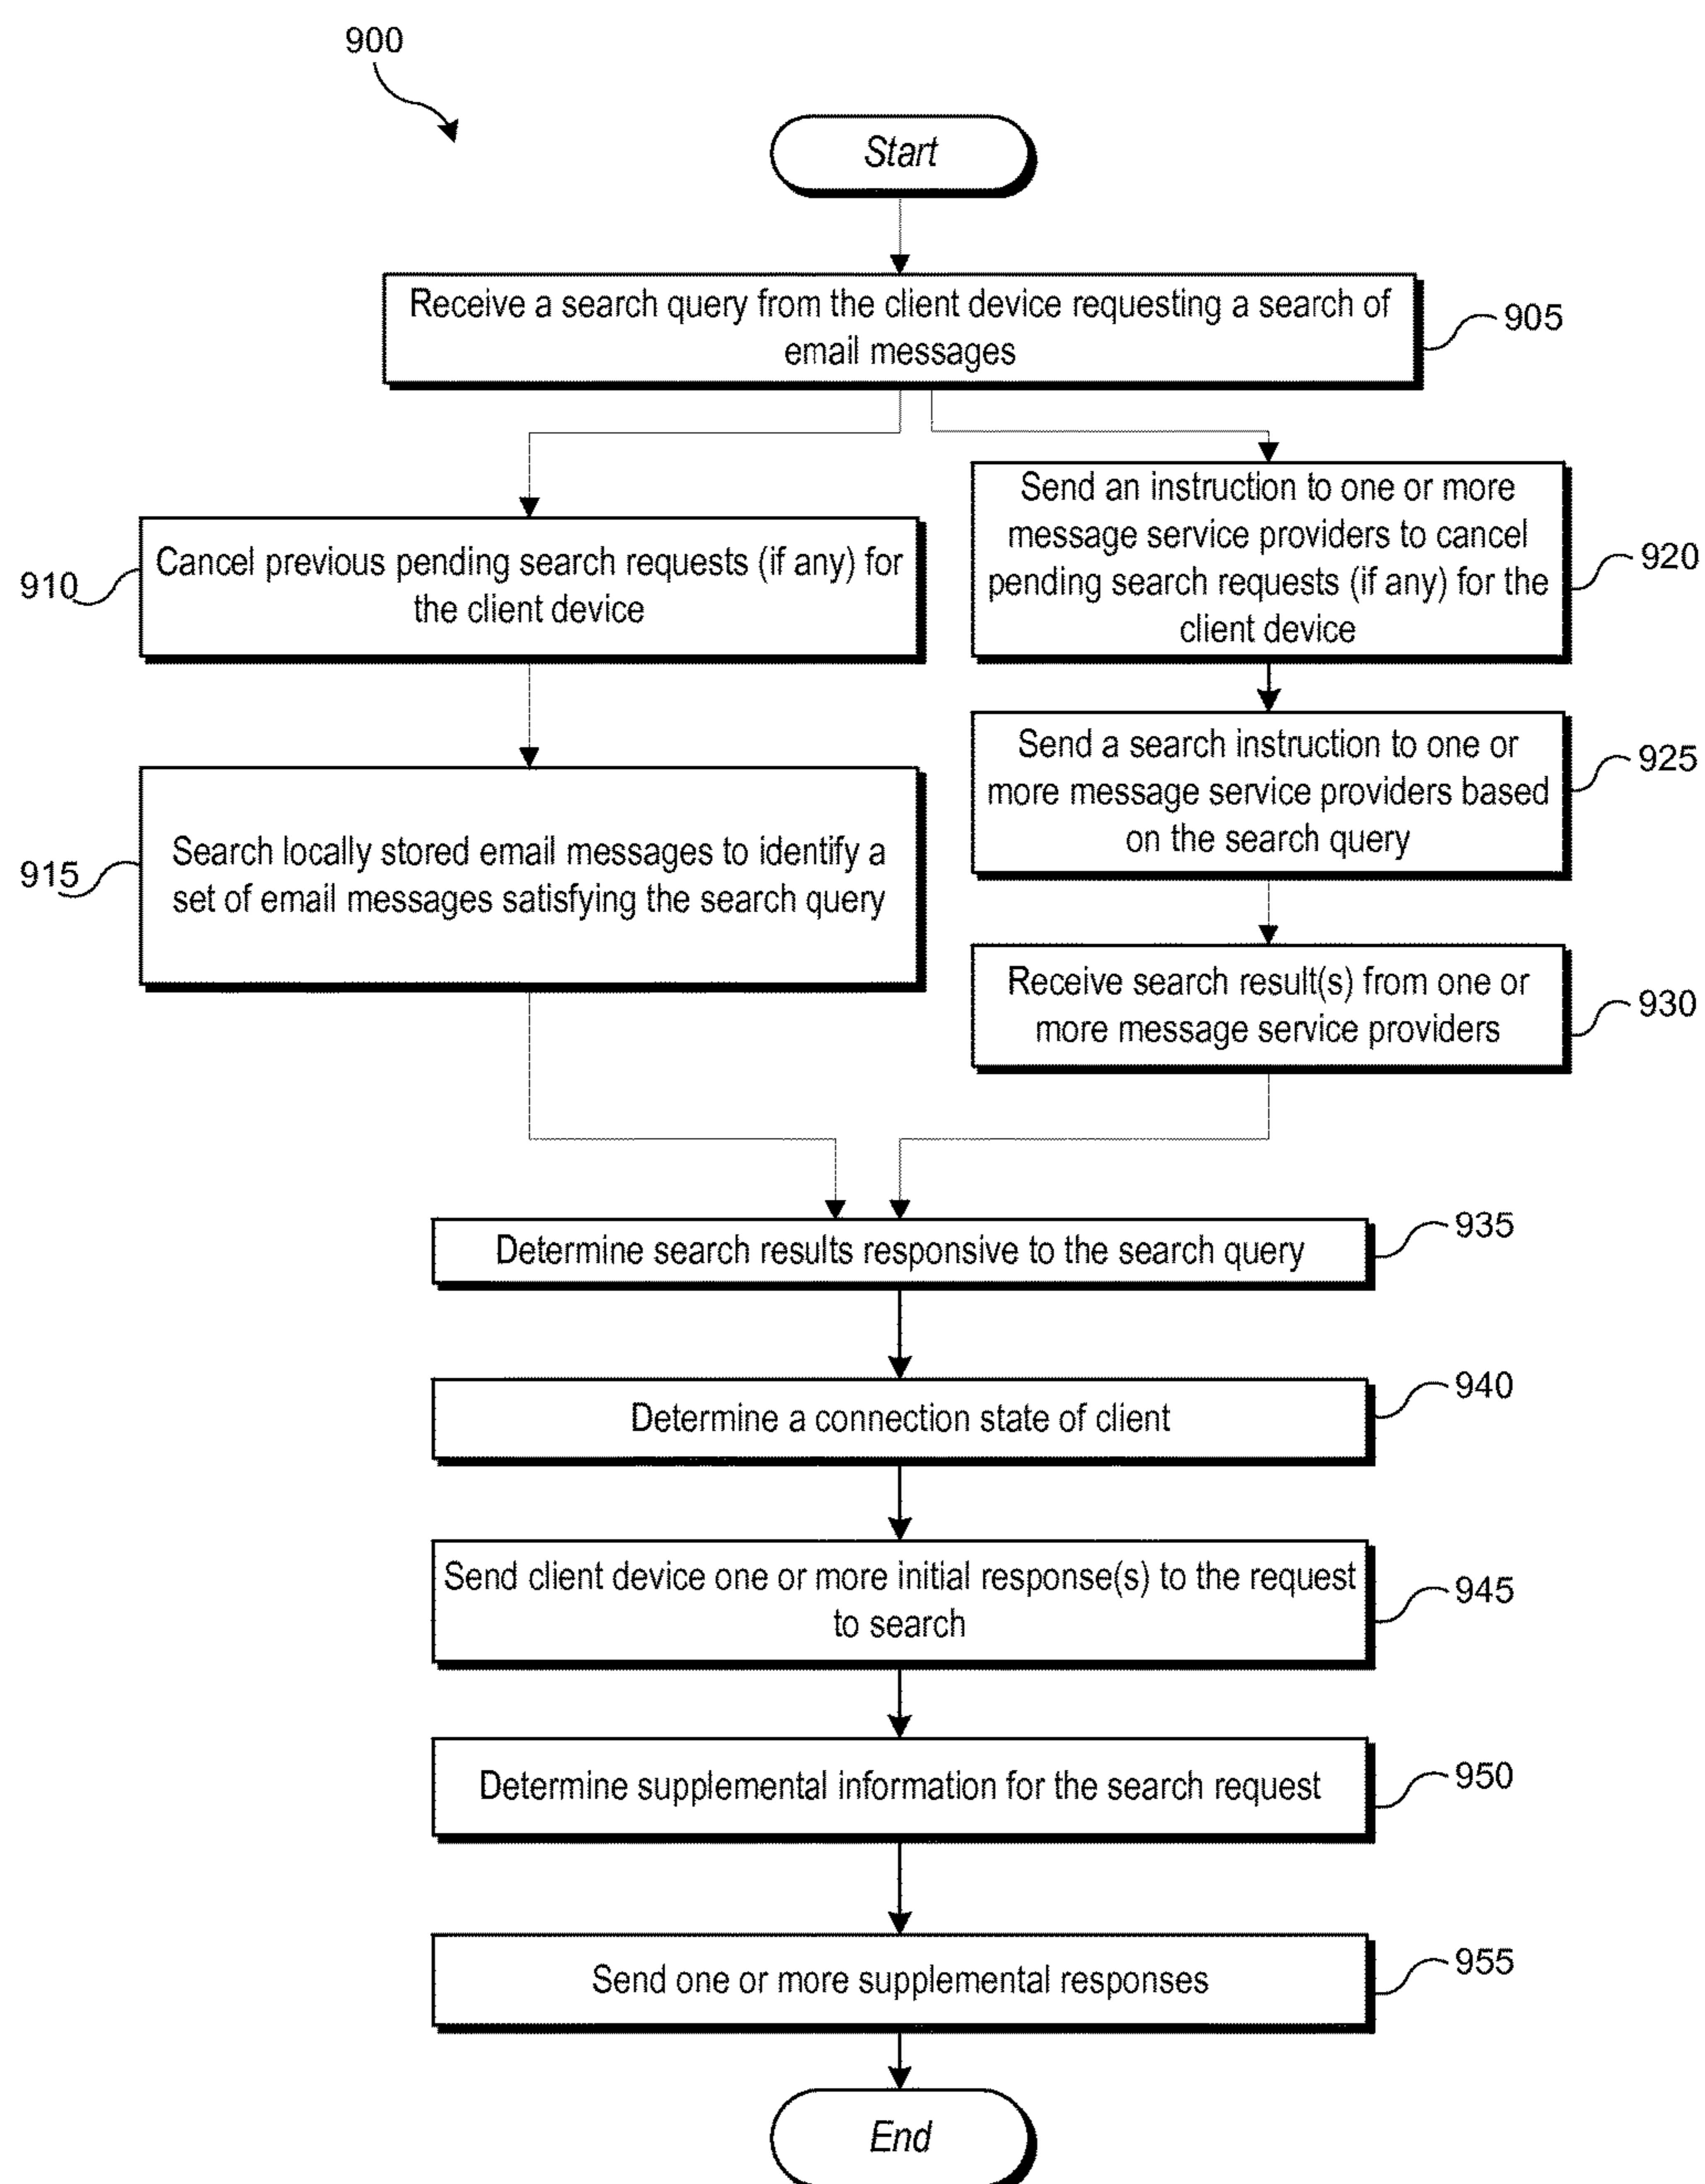 900
Start
Receive a search query from the client device requesting a search of
email messages
905
Cancel previous pending search requests (if any) for
the client device
910
Send an instruction to one or more
message service providers to cancel
pending search requests (if any) for the
client device
920
Send a search instruction to one or
more message service providers based
on the search query
925
Search locally stored email messages to identify a
set of email messages satisfying the search query
915
Receive search result(s) from one or
more message service providers
930
Determine search results responsive to the search query
935
Determine a connection state of client
940
Send client device one or more initial response(s) to the request
to search
945
Determine supplemental information for the search request
950
Send one or more supplemental responses
955
End